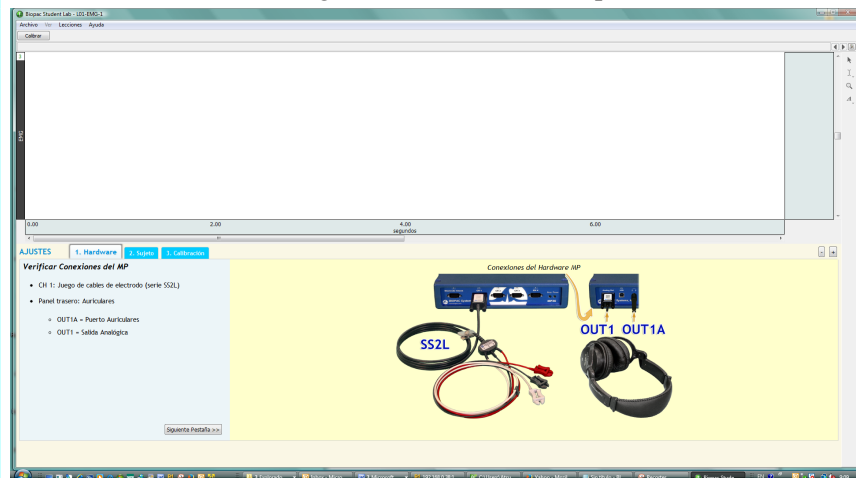 Biopac Student Lab - L01-EMG-1
Archivo Ver Lecciones Ayuda
Calibrar
EMG
0.00 2.00 4.00 6.00
segundos
AJUSTES 1. Hardware 2. Sujeto 3. Calibración
Verificar Conexiones del MP
• CH 1: Juego de cables de electrodo (serie SS2L)
• Panel trasero: Auriculares
○ OUT1A = Puerto Auriculares
○ OUT1 = Salida Analógica
Siguiente Pestaña >>
Conexiones del Hardware MP
SS2L
OUT1 OUT1A